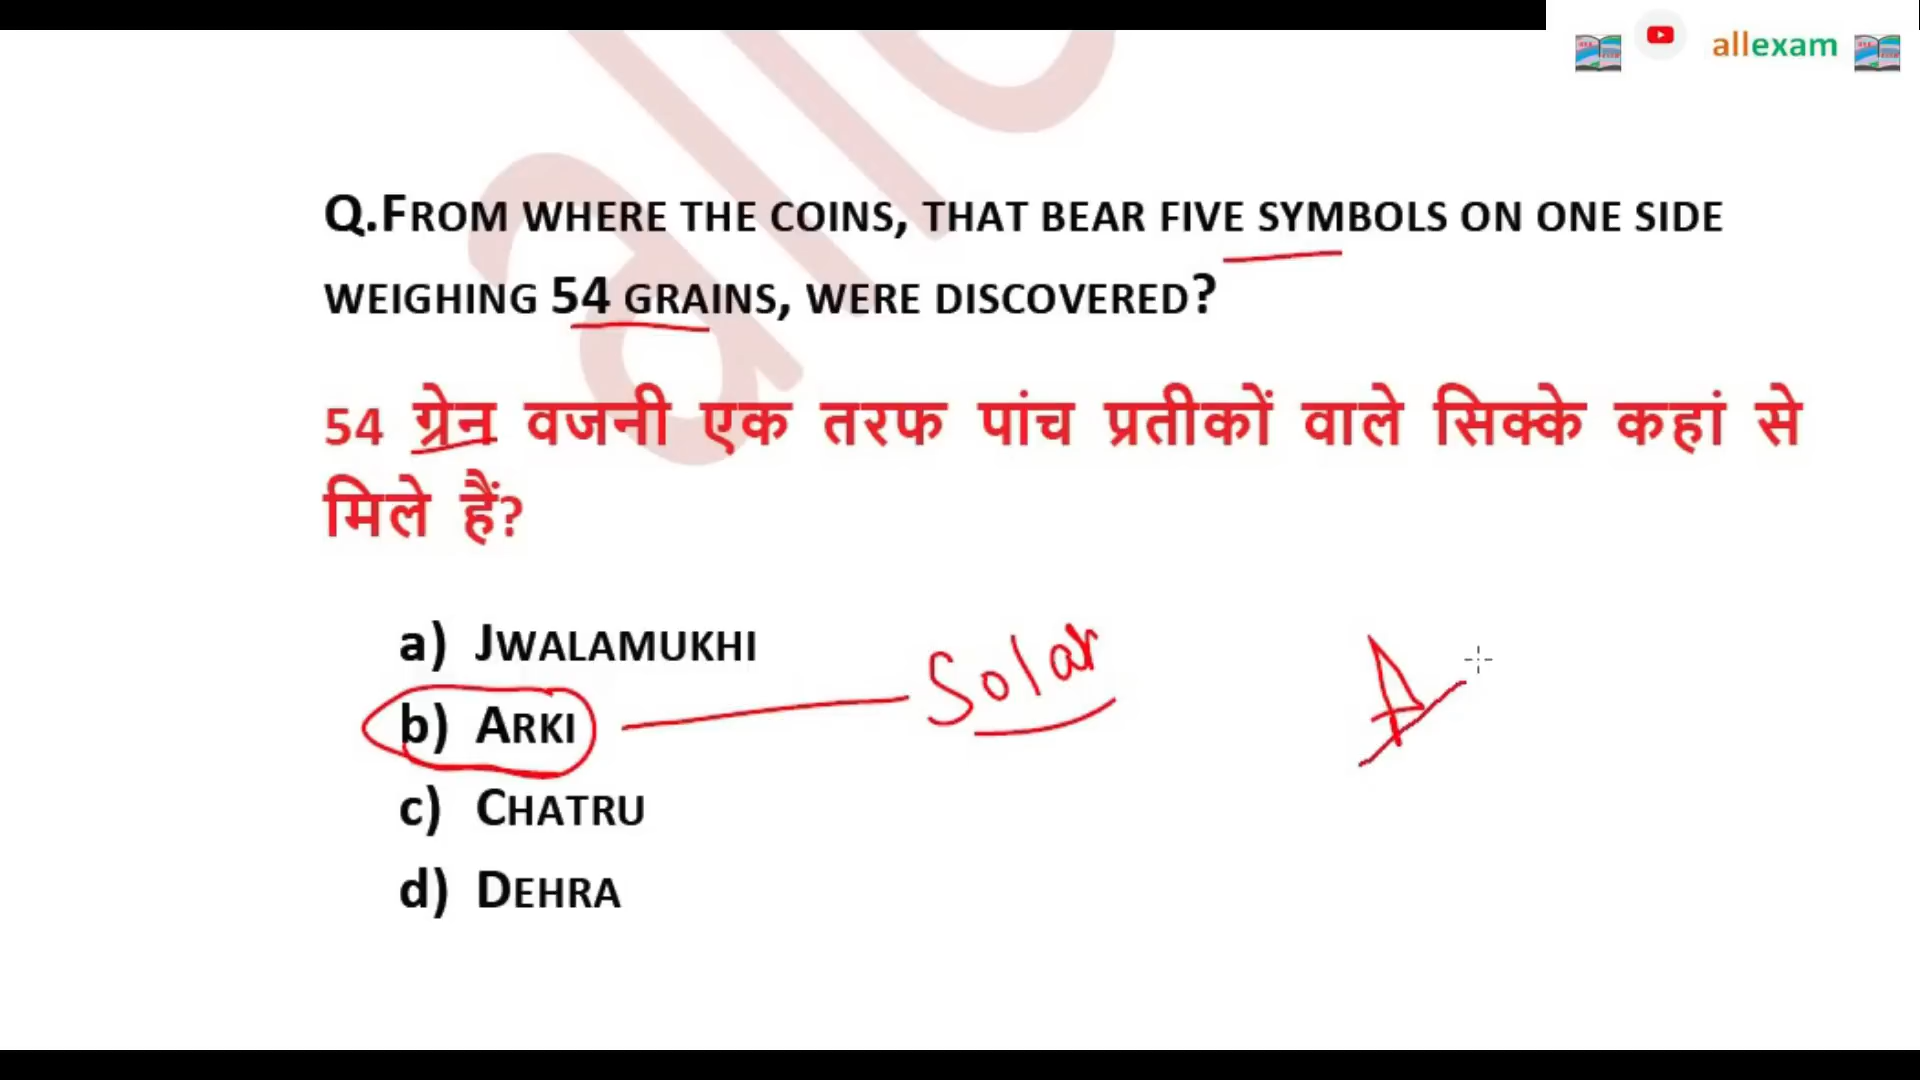 allexam
Q.FROM WHERE THE COINS, THAT BEAR FIVE SYMBOLS ON ONE SIDE
WEIGHING 54 GRAINS, WERE DISCOVERED?
54 ग्रेन वजनी एक तरफ पांच प्रतीकों वाले सिक्के कहां से
मिले हैं?
a) JWALAMUKHI
b) ARKI
Solan
c) CHATRU
d) DEHRA